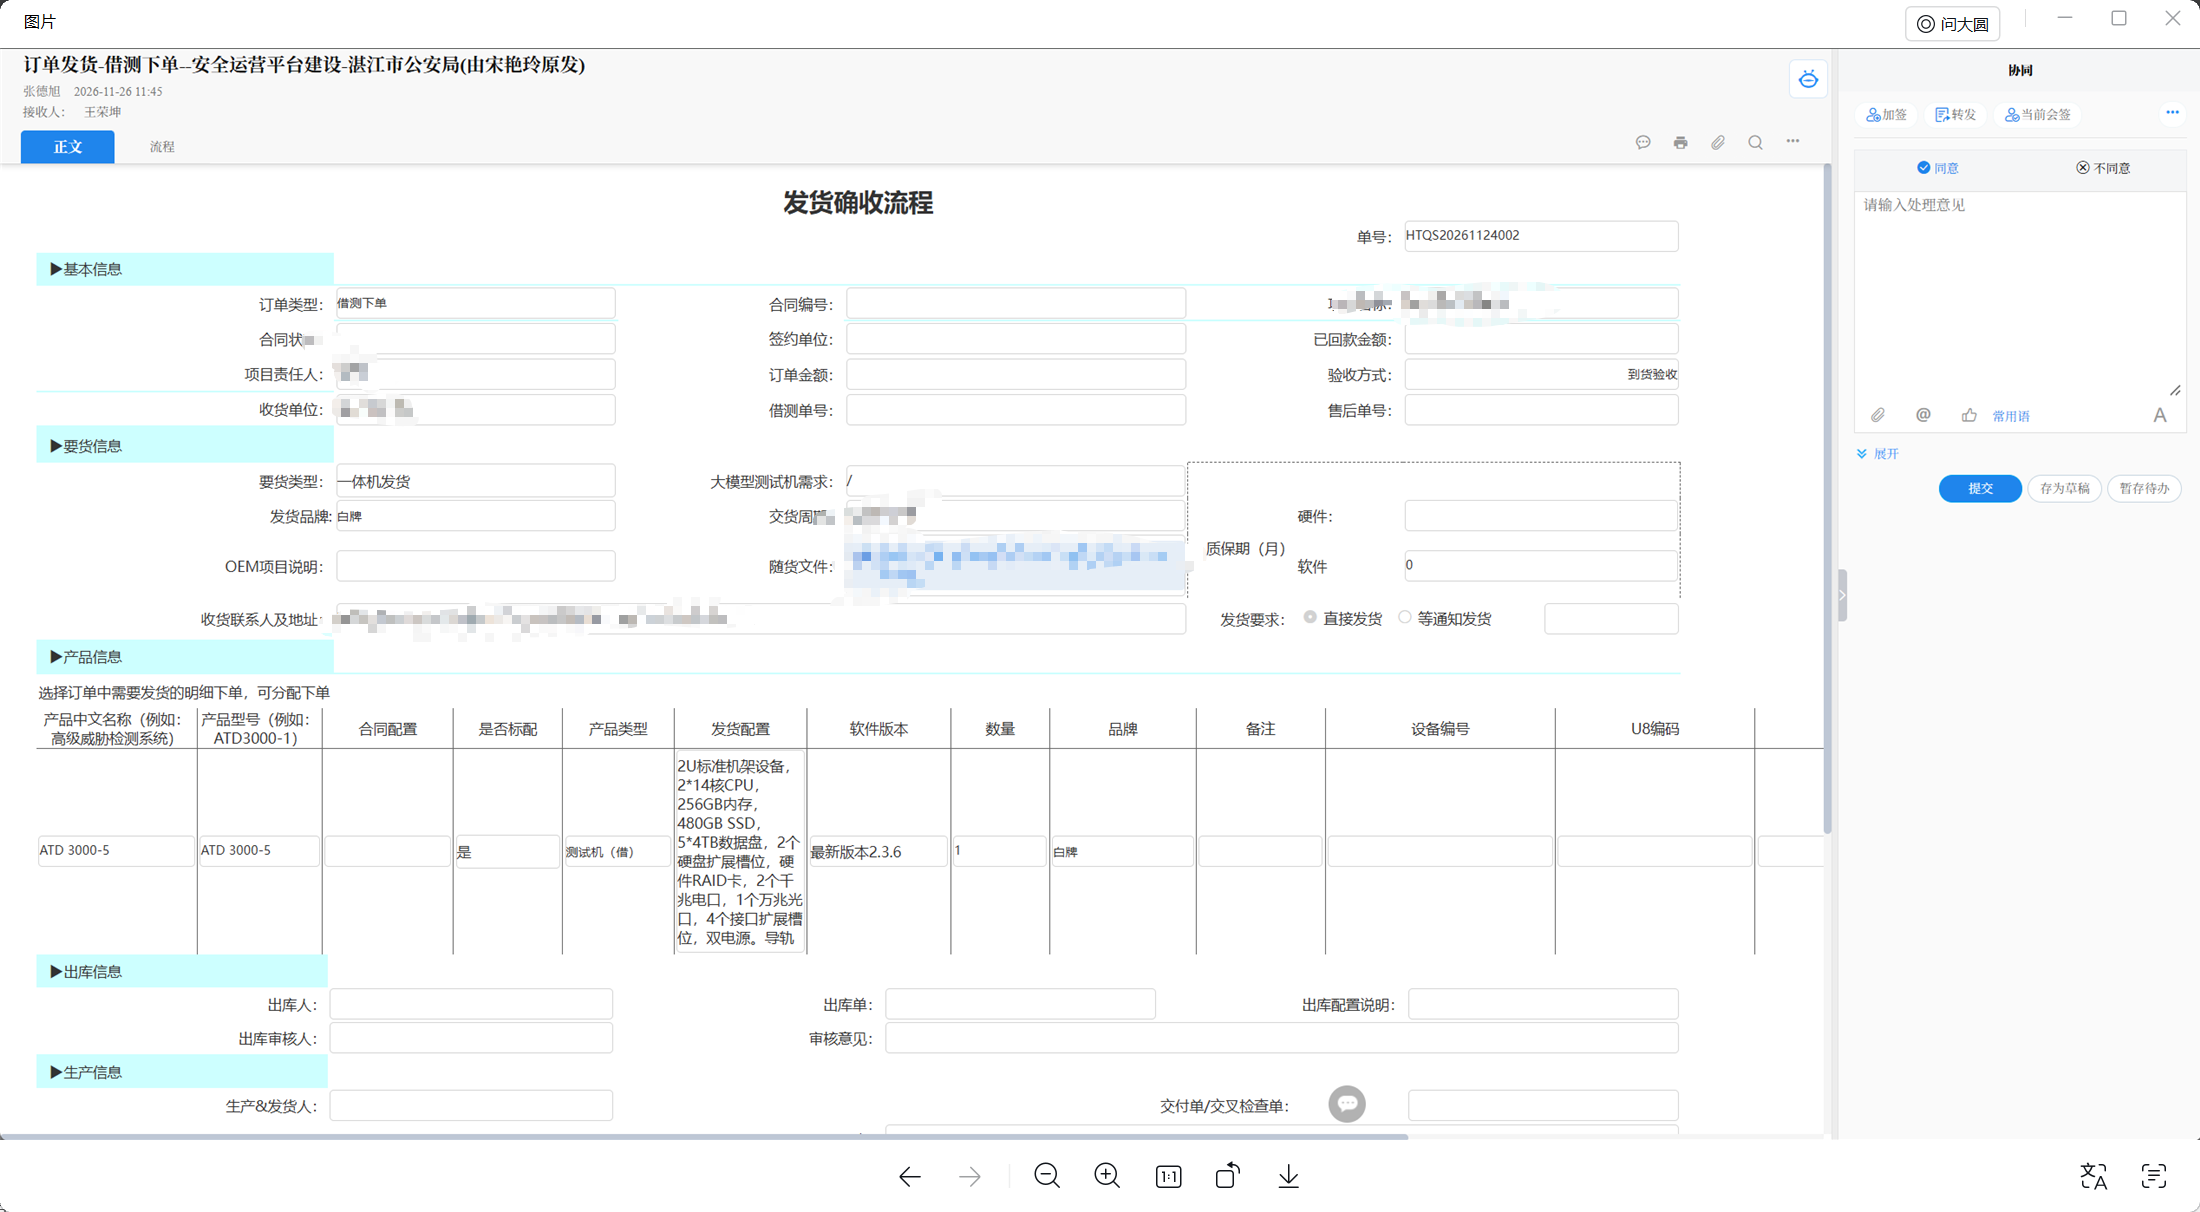 图片
问大圆
订单发货-借测下单--安全运营平台建设-湛江市公安局(由宋艳玲原发)
张德旭 2026-11-26 11:45
接收人： 王荣坤
正文 流程
发货确收流程
单号： HTQS20261124002
▶基本信息
订单类型： 借测下单 合同编号：
合同状 签约单位： 已回款金额：
项目责任人： 订单金额： 验收方式： 到货验收
收货单位： 借测单号： 售后单号：
▶要货信息
要货类型： 一体机发货 大模型测试机需求： /
发货品牌: 白牌 交货周 硬件：
质保期（月）
OEM项目说明： 随货文件： 软件 0
收货联系人及地址: 发货要求： 直接发货 等通知发货
▶产品信息
选择订单中需要发货的明细下单，可分配下单
产品中文名称（例如：高级威胁检测系统） 产品型号（例如：ATD3000-1） 合同配置 是否标配 产品类型 发货配置 软件版本 数量 品牌 备注 设备编号 U8编码
2U标准机架设备，
2*14核CPU，
256GB内存，
480GB SSD，
5*4TB数据盘，2个
硬盘扩展槽位，硬
件RAID卡，2个千
兆电口，1个万兆光
口，4个接口扩展槽
位，双电源。导轨
ATD 3000-5 ATD 3000-5 是 测试机（借） 最新版本2.3.6 1 白牌
▶出库信息
出库人： 出库单： 出库配置说明：
出库审核人： 审核意见：
▶生产信息
生产&发货人： 交付单/交叉检查单：
协同
加签 转发 当前会签
同意 不同意
请输入处理意见
@ 常用语 A
展开
提交 存为草稿 暂存待办
1:1